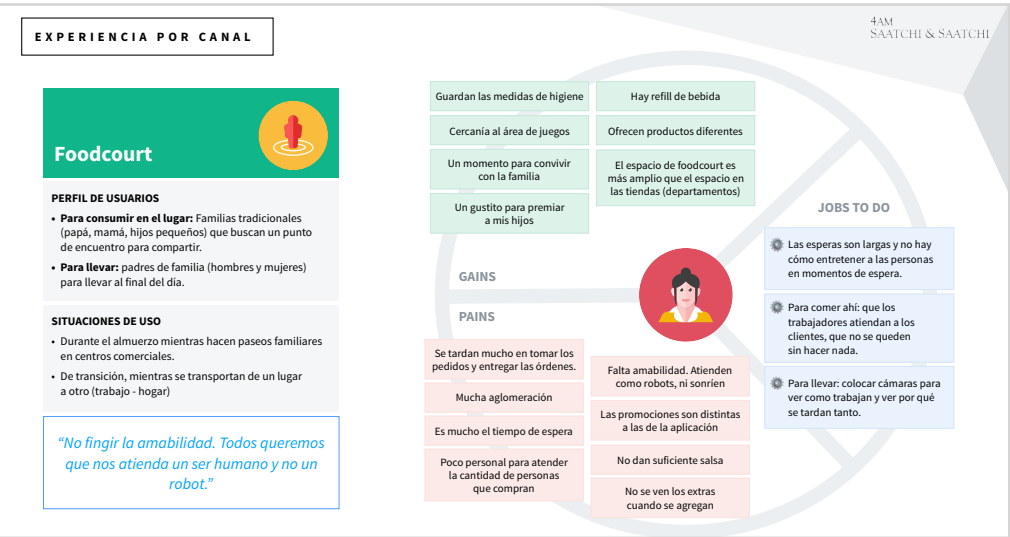 EXPERIENCIA POR CANAL
4AM
SAATCHI & SAATCHI
Foodcourt
PERFIL DE USUARIOS
• Para consumir en el lugar: Familias tradicionales
(papá, mamá, hijos pequeños) que buscan un punto
de encuentro para compartir.
• Para llevar: padres de familia (hombres y mujeres)
para llevar al final del día.
SITUACIONES DE USO
• Durante el almuerzo mientras hacen paseos familiares
en centros comerciales.
• De transición, mientras se transportan de un lugar
a otro (trabajo - hogar)
“No fingir la amabilidad. Todos queremos
que nos atienda un ser humano y no un
robot.”
Guardan las medidas de higiene
Cercanía al área de juegos
Un momento para convivir
con la familia
Un gustito para premiar
a mis hijos
Hay refill de bebida
Ofrecen productos diferentes
El espacio de foodcourt es
más amplio que el espacio en
las tiendas (departamentos)
GAINS
PAINS
Se tardan mucho en tomar los
pedidos y entregar las órdenes.
Mucha aglomeración
Es mucho el tiempo de espera
Poco personal para atender
la cantidad de personas
que compran
Falta amabilidad. Atienden
como robots, ni sonríen
Las promociones son distintas
a las de la aplicación
No dan suficiente salsa
No se ven los extras
cuando se agregan
JOBS TO DO
Las esperas son largas y no hay
cómo entretener a las personas
en momentos de espera.
Para comer ahí: que los
trabajadores atiendan a los
clientes, que no se queden
sin hacer nada.
Para llevar: colocar cámaras para
ver como trabajan y ver por qué
se tardan tanto.